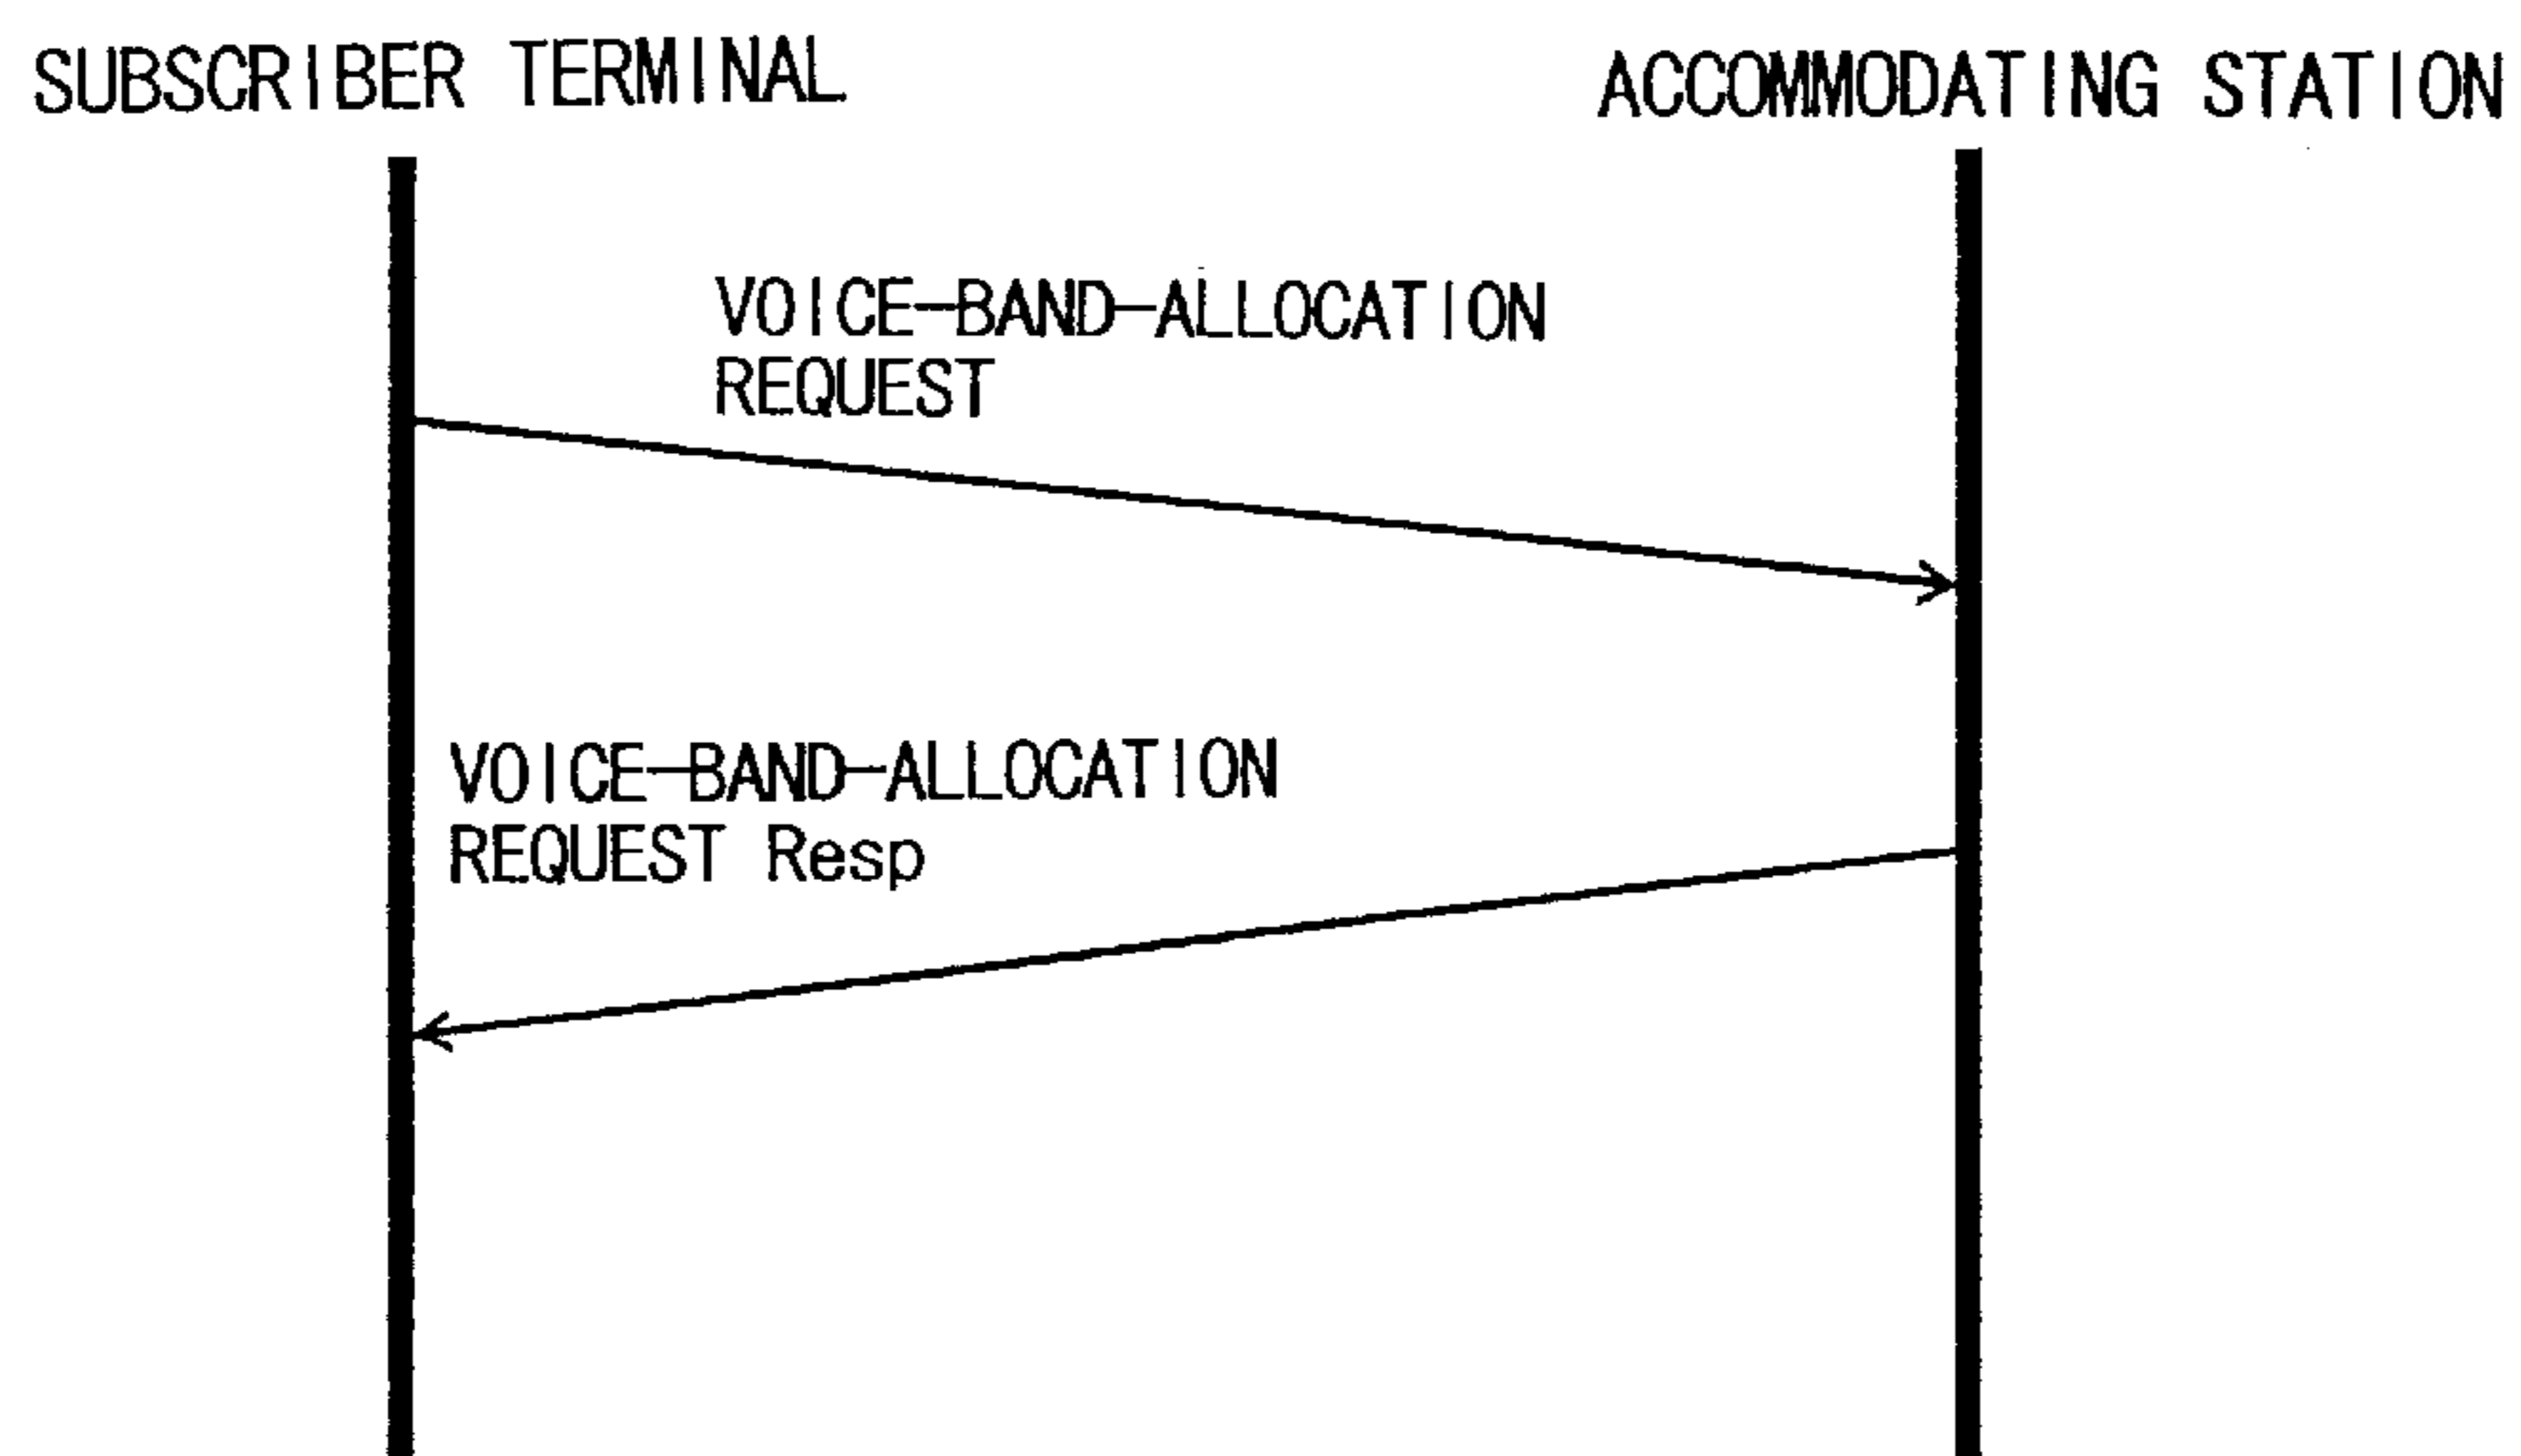 SUBSCRIBER TERMINAL
ACCOMMODATING STATION
VOICE-BAND-ALLOCATION
REQUEST
VOICE-BAND-ALLOCATION
REQUEST Resp